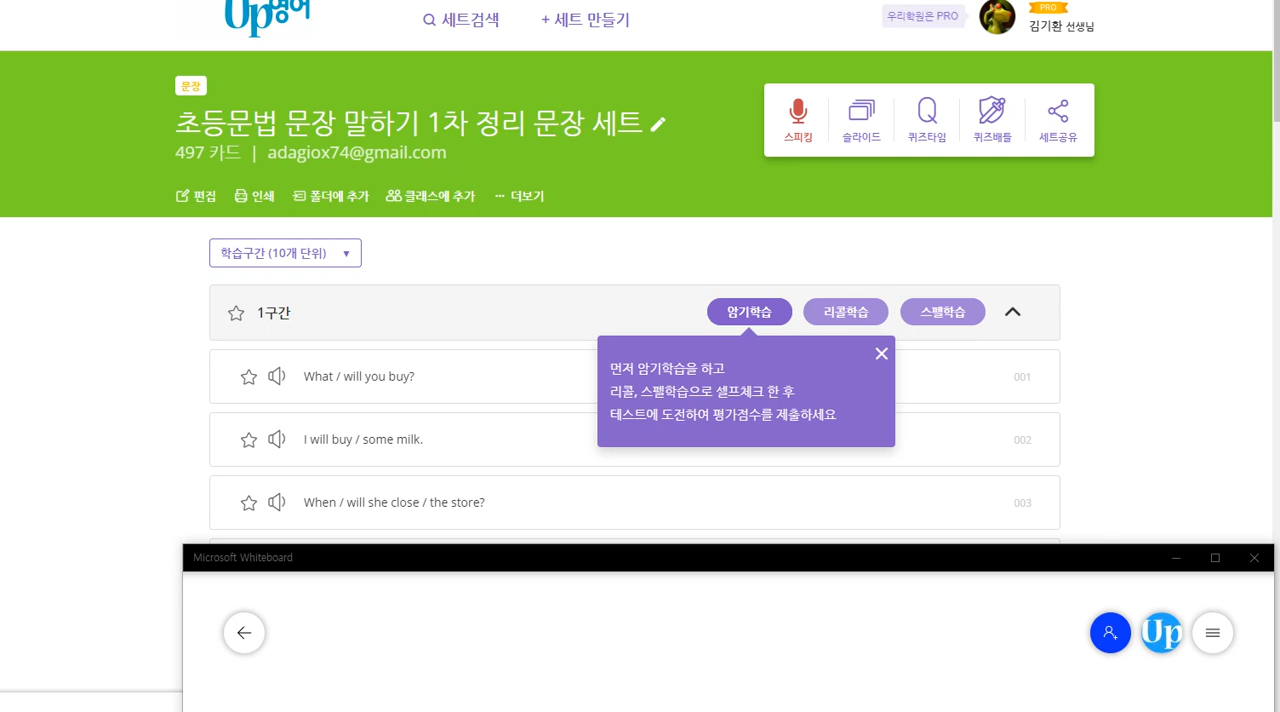 Up영어
세트검색
+ 세트 만들기
우리학원은 PRO
PRO
김기환 선생님
문장
초등문법 문장 말하기 1차 정리 문장 세트
497 카드 | adagiox74@gmail.com
스피킹
슬라이드
퀴즈타임
퀴즈배틀
세트공유
편집
인쇄
폴더에 추가
클래스에 추가
··· 더보기
학습구간 (10개 단위) ▼
1구간
암기학습
리콜학습
스펠학습
먼저 암기학습을 하고
리콜, 스펠학습으로 셀프체크 한 후
테스트에 도전하여 평가점수를 제출하세요
What / will you buy?
001
I will buy / some milk.
002
When / will she close / the store?
003
Microsoft Whiteboard
Up